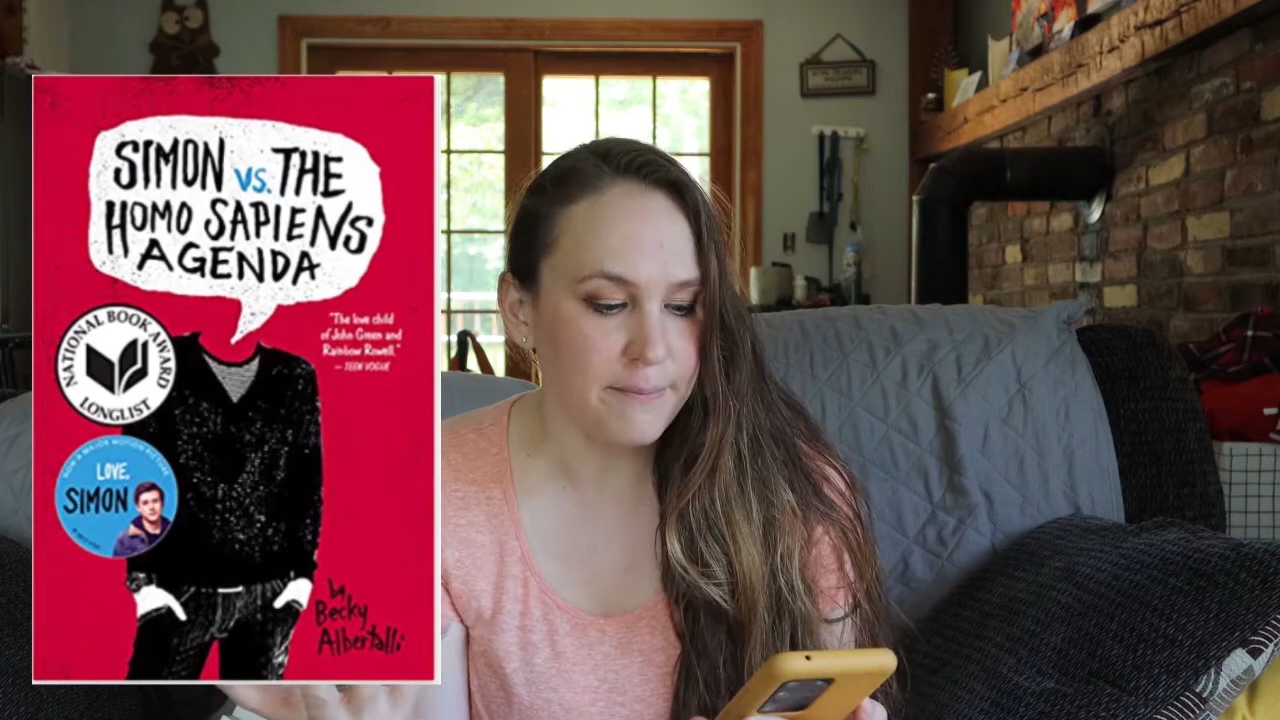 SIMON VS. THE
HOMO SAPIENS
AGENDA
"The love child
of John Green and
Rainbow Rowell."
— TEEN VOGUE
NATIONAL BOOK AWARD
LONGLIST
LOVE,
SIMON
by
Becky
Albertalli